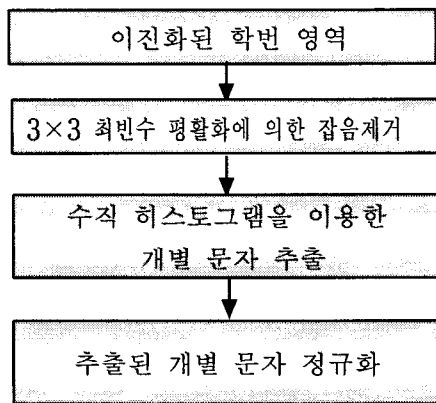 이진화된 학번 영역
3×3 최빈수 평활화에 의한 잡음제거
수직 히스토그램을 이용한
개별 문자 추출
추출된 개별 문자 정규화